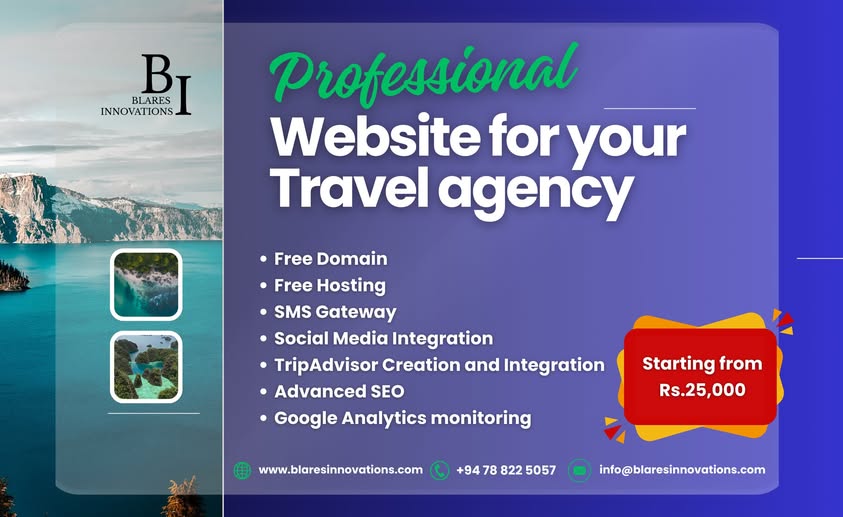 BI
BLARES
INNOVATIONS
Professional
Website for your
Travel agency
• Free Domain
• Free Hosting
• SMS Gateway
• Social Media Integration
• TripAdvisor Creation and Integration
• Advanced SEO
• Google Analytics monitoring
Starting from
Rs.25,000
www.blaresinnovations.com +94 78 822 5057 info@blaresinnovations.com